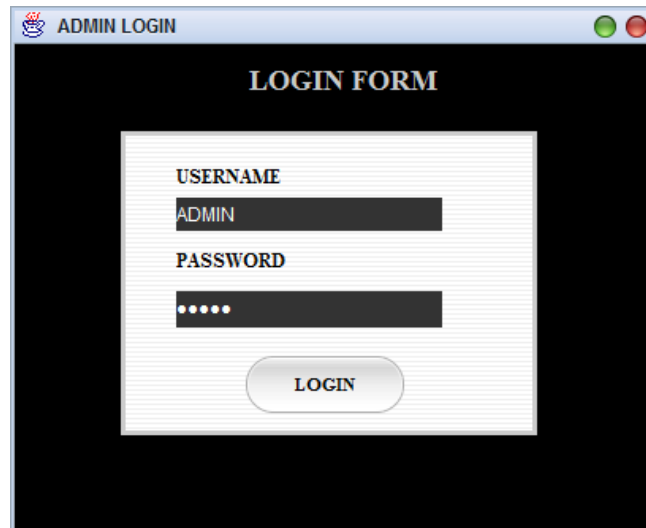 ADMIN LOGIN
LOGIN FORM
USERNAME
ADMIN
PASSWORD
•••••
LOGIN